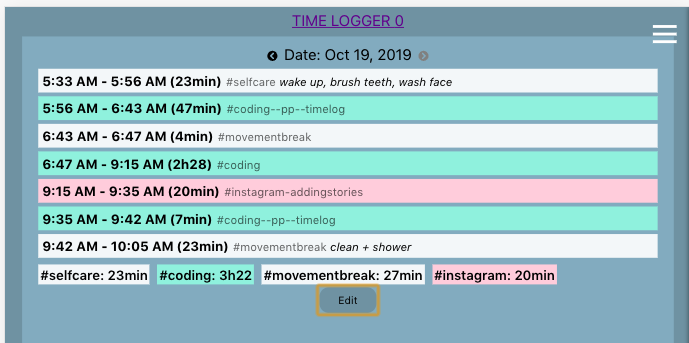 TIME LOGGER 0
Date: Oct 19, 2019
5:33 AM - 5:56 AM (23min) #selfcare wake up, brush teeth, wash face
5:56 AM - 6:43 AM (47min) #coding--pp--timelog
6:43 AM - 6:47 AM (4min) #movementbreak
6:47 AM - 9:15 AM (2h28) #coding
9:15 AM - 9:35 AM (20min) #instagram-addingstories
9:35 AM - 9:42 AM (7min) #coding--pp--timelog
9:42 AM - 10:05 AM (23min) #movementbreak clean + shower
#selfcare: 23min #coding: 3h22 #movementbreak: 27min #instagram: 20min
Edit